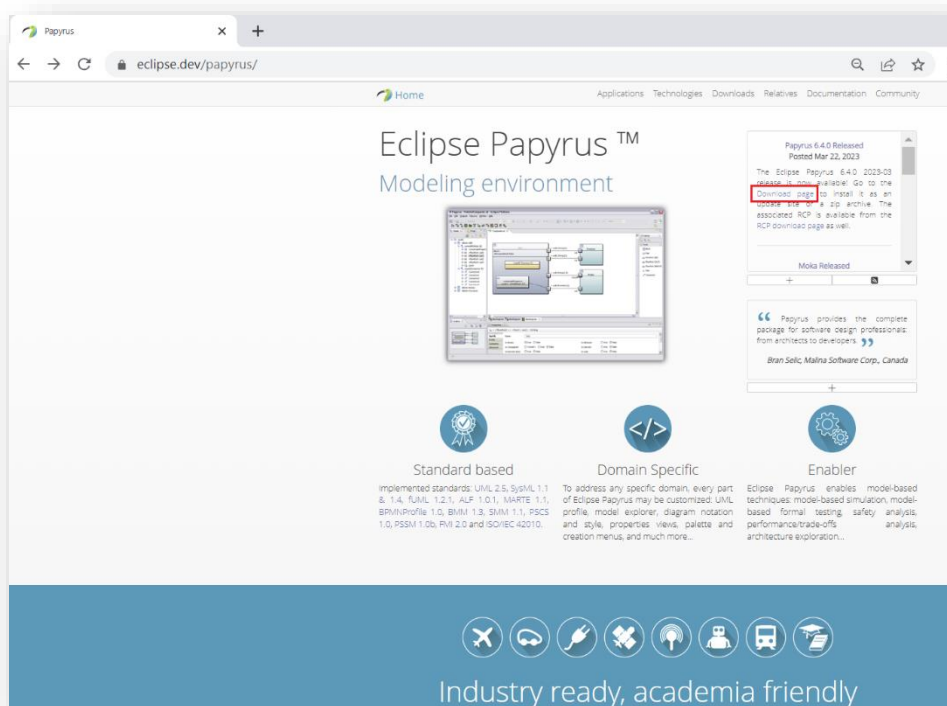 Papyrus
eclipse.dev/papyrus/
Home
Applications Technologies Downloads Relatives Documentation Community
Eclipse Papyrus ™
Modeling environment
Papyrus 6.4.0 Released
Posted Mar 22, 2023
The Eclipse Papyrus 6.4.0 2023-03
release is now available! Go to the
Download page to install it as an
update site or a zip archive. The
associated RCP is available from the
RCP download page as well.
Moka Released
Papyrus provides the complete
package for software design professionals:
from architects to developers.
Bran Selic, Malina Software Corp., Canada
Standard based
Implemented standards: UML 2.5, SysML 1.1
& 1.4, fUML 1.2.1, ALF 1.0.1, MARTE 1.1,
BPMNProfile 1.0, BMM 1.3, SMM 1.1, PSCS
1.0, PSSM 1.0b, FMI 2.0 and ISO/IEC 42010.
Domain Specific
To address any specific domain, every part
of Eclipse Papyrus may be customized: UML
profile, model explorer, diagram notation
and style, properties views, palette and
creation menus, and much more...
Enabler
Eclipse Papyrus enables model-based
techniques: model-based simulation, model-
based formal testing, safety analysis,
performance/trade-offs analysis,
architecture exploration...
Industry ready, academia friendly